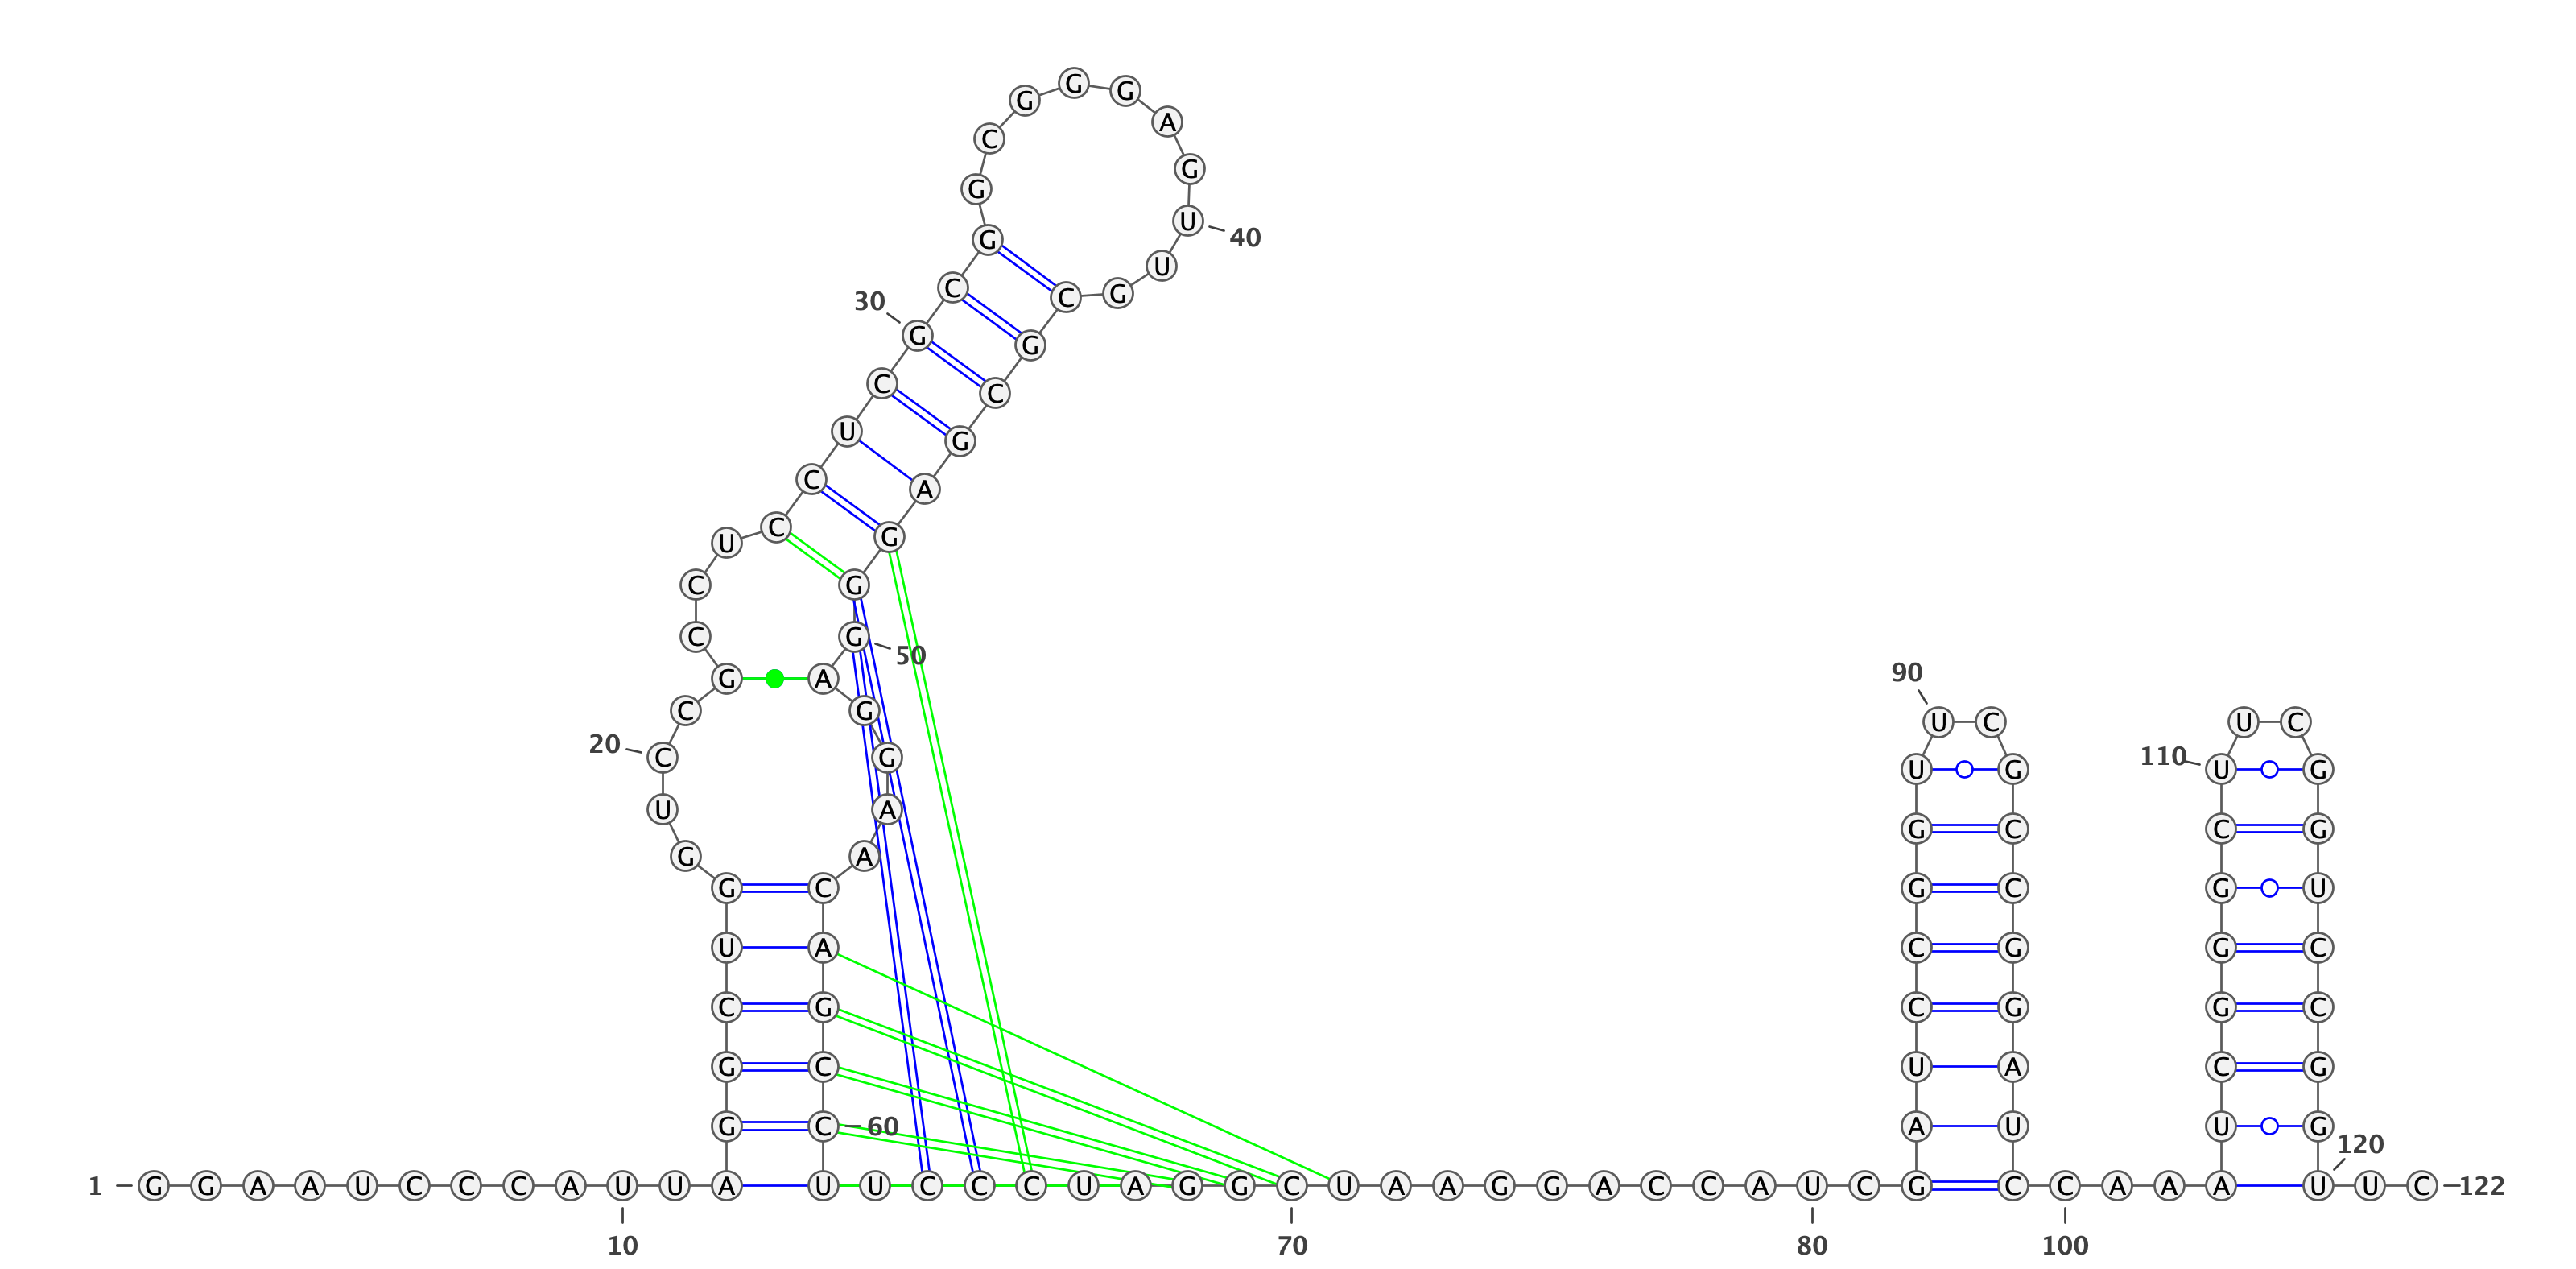 1 G G A A U C C C A U U A
G G C U G
G U C C G
C C U C
C U C G C G
G C G G G A G U U G
C G C G A G
G G A
G G A A
C A G C C
U U C C C U A G G C U A A G G A C C A U C G
A U C C G G U
U C
G C C G G A U
C C A A A
U C G G G C U
U C
G G U C C G G
U U C 122
10
20
30
40
50
60
70
80
90
100
110
120